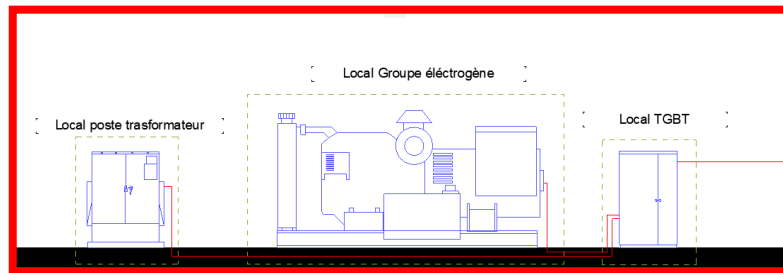 Local Groupe éléctrogène
Local poste trasformateur
Local TGBT